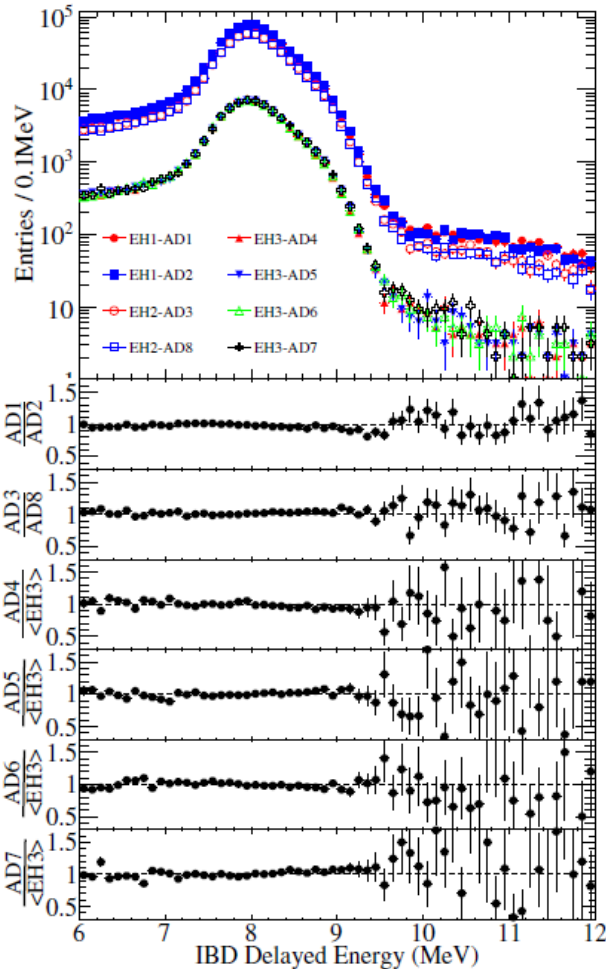 10^5
10^4
10^3
10^2
10
1
Entries / 0.1MeV
EH1-AD1 EH3-AD4
EH1-AD2 EH3-AD5
EH2-AD3 EH3-AD6
EH2-AD8 EH3-AD7
AD1
AD2
1.5
1
0.5
AD3
AD8
1.5
1
0.5
AD4
<EH3>
1.5
1
0.5
AD5
<EH3>
1.5
1
0.5
AD6
<EH3>
1.5
1
0.5
AD7
<EH3>
1.5
1
0.5
6 7 8 9 10 11 12
IBD Delayed Energy (MeV)